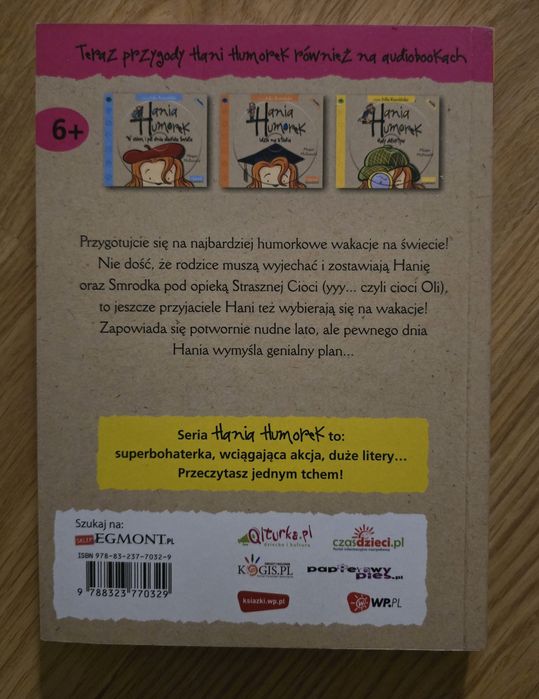 Teraz przygody Hani Humorek również na audiobookach
6+
Hania
Humorek
Hania
Humorek
Hania
Humorek
Przygotujcie się na najbardziej humorkowe wakacje na świecie!
Nie dość, że rodzice muszą wyjechać i zostawiają Hanię
oraz Smrodka pod opieką Strasznej Cioci (yyy... czyli cioci Oli),
to jeszcze przyjaciele Hani też wybierają się na wakacje!
Zapowiada się potwornie nudne lato, ale pewnego dnia
Hania wymyśla genialny plan...
Seria Hania Humorek to:
superbohaterka, wciągająca akcja, duże litery...
Przeczytasz jednym tchem!
Szukaj na:
SKLEP EGMONT.PL
ISBN 978-83-237-7032-9
9 788323 770329
Qlturka.pl
dziecko i kultura
czasdzieci.pl
KOGIS.PL
papierowy
pies.pl
ksiazki.wp.pl
WP.PL